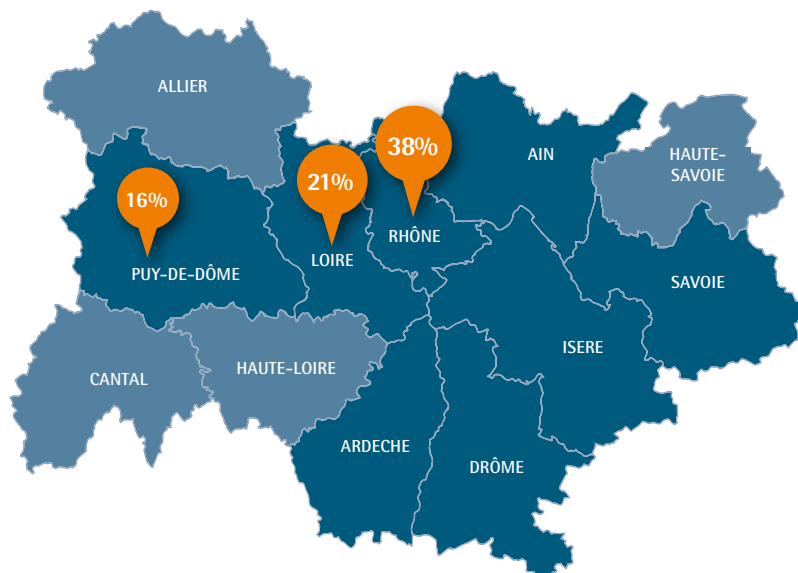 ALLIER
38%
AIN
HAUTE-
SAVOIE
21%
16%
RHÔNE
LOIRE
PUY-DE-DÔME
SAVOIE
ISERE
HAUTE-LOIRE
CANTAL
ARDECHE
DRÔME